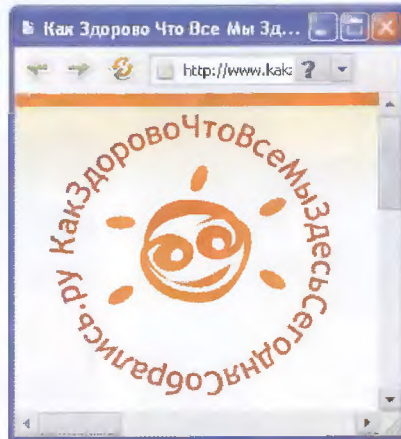 Как Здорово Что Все Мы Зд...
http://www.kak:
?
КакЗдоровоЧтоВсеМыЗдесьСегодняСобрались.ру